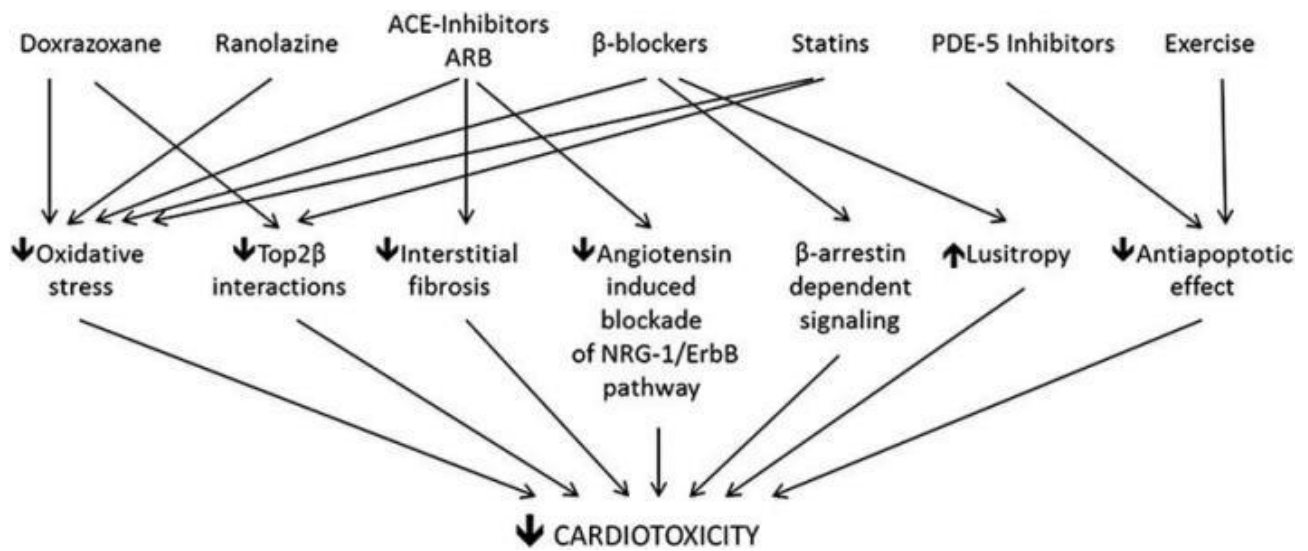 Doxrazoxane
Ranolazine
ACE-Inhibitors
ARB
β-blockers
Statins
PDE-5 Inhibitors
Exercise
↓Oxidative
stress
↓Top2β
interactions
↓Interstitial
fibrosis
↓Angiotensin
induced
blockade
of NRG-1/ErbB
pathway
β-arrestin
dependent
signaling
↑Lusitropy
↓Antiapoptotic
effect
↓ CARDIOTOXICITY